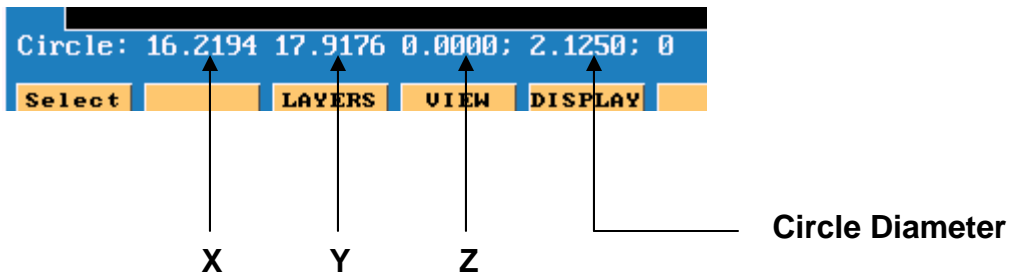 Circle: 16.2194 17.9176 0.0000; 2.1250; 0
Select LAYERS VIEW DISPLAY
Circle Diameter
X Y Z